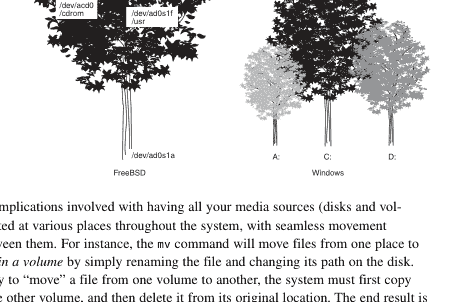 /dev/acd0
/cdrom
/dev/ad0s1f
/usr
/dev/ad0s1a
A:
C:
D:
FreeBSD
Windows
mplications involved with having all your media sources (disks and vol-
ted at various places throughout the system, with seamless movement
ween them. For instance, the mv command will move files from one place to
in a volume by simply renaming the file and changing its path on the disk.
y to “move” a file from one volume to another, the system must first copy
e other volume, and then delete it from its original location. The end result is